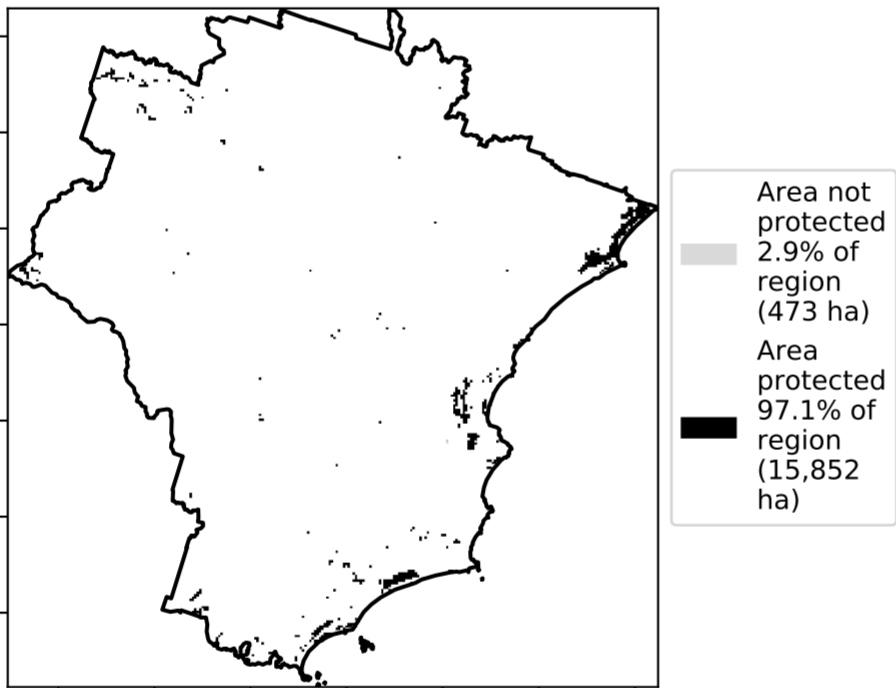 Area not
protected
2.9% of
region
(473 ha)
Area
protected
97.1% of
region
(15,852
ha)